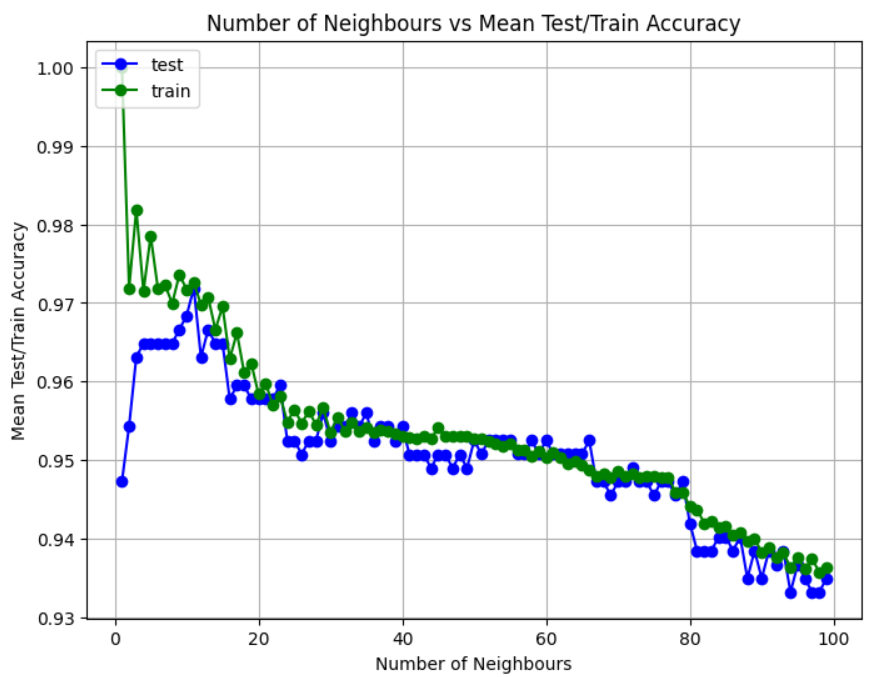 Number of Neighbours vs Mean Test/Train Accuracy
test
train
1.00
0.99
0.98
0.97
0.96
0.95
0.94
0.93
Mean Test/Train Accuracy
0 20 40 60 80 100
Number of Neighbours